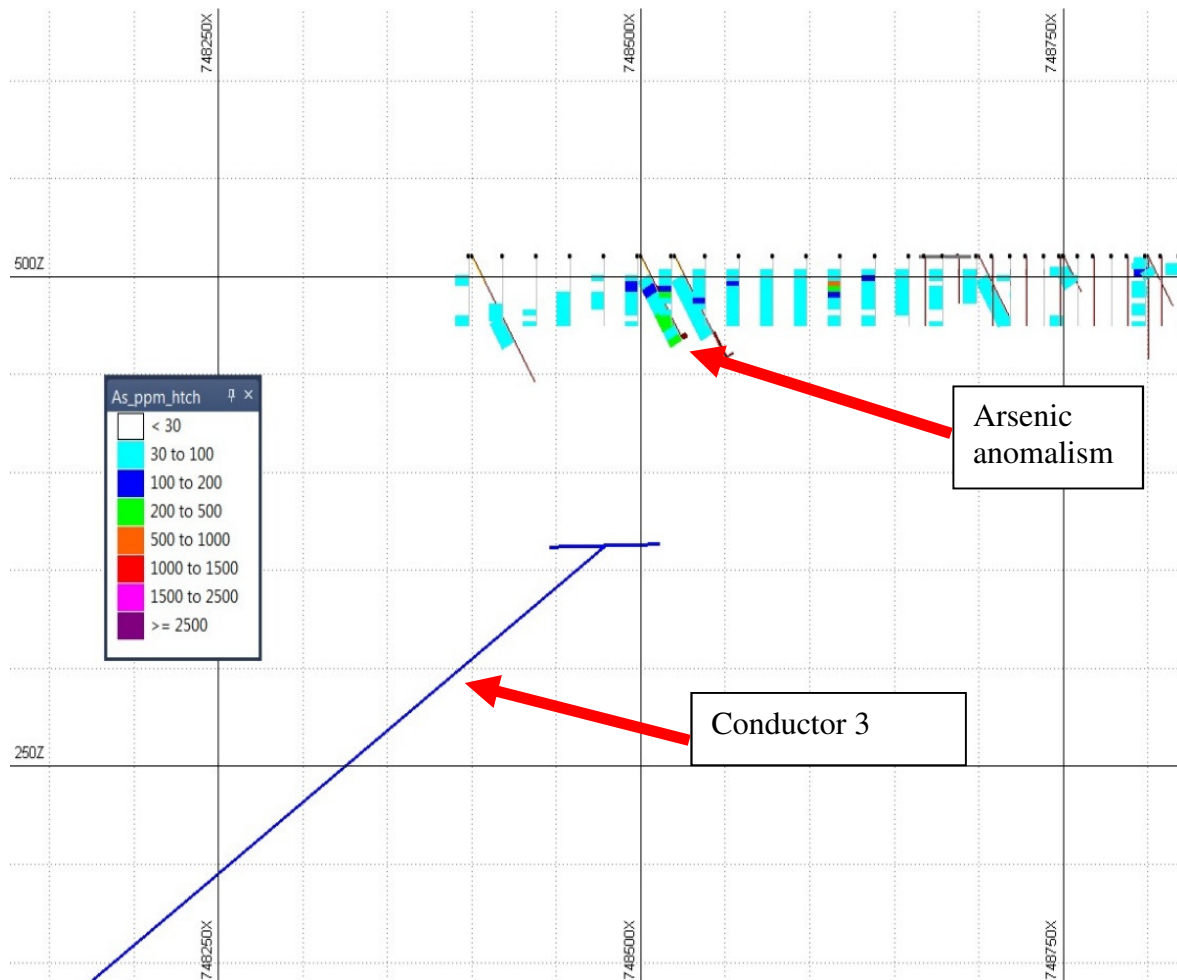 748250X
748500X
748750X
500Z
As_ppm_htch
< 30
30 to 100
100 to 200
200 to 500
500 to 1000
1000 to 1500
1500 to 2500
>= 2500
Arsenic
anomalism
Conductor 3
250Z
748250X
748500X
748750X